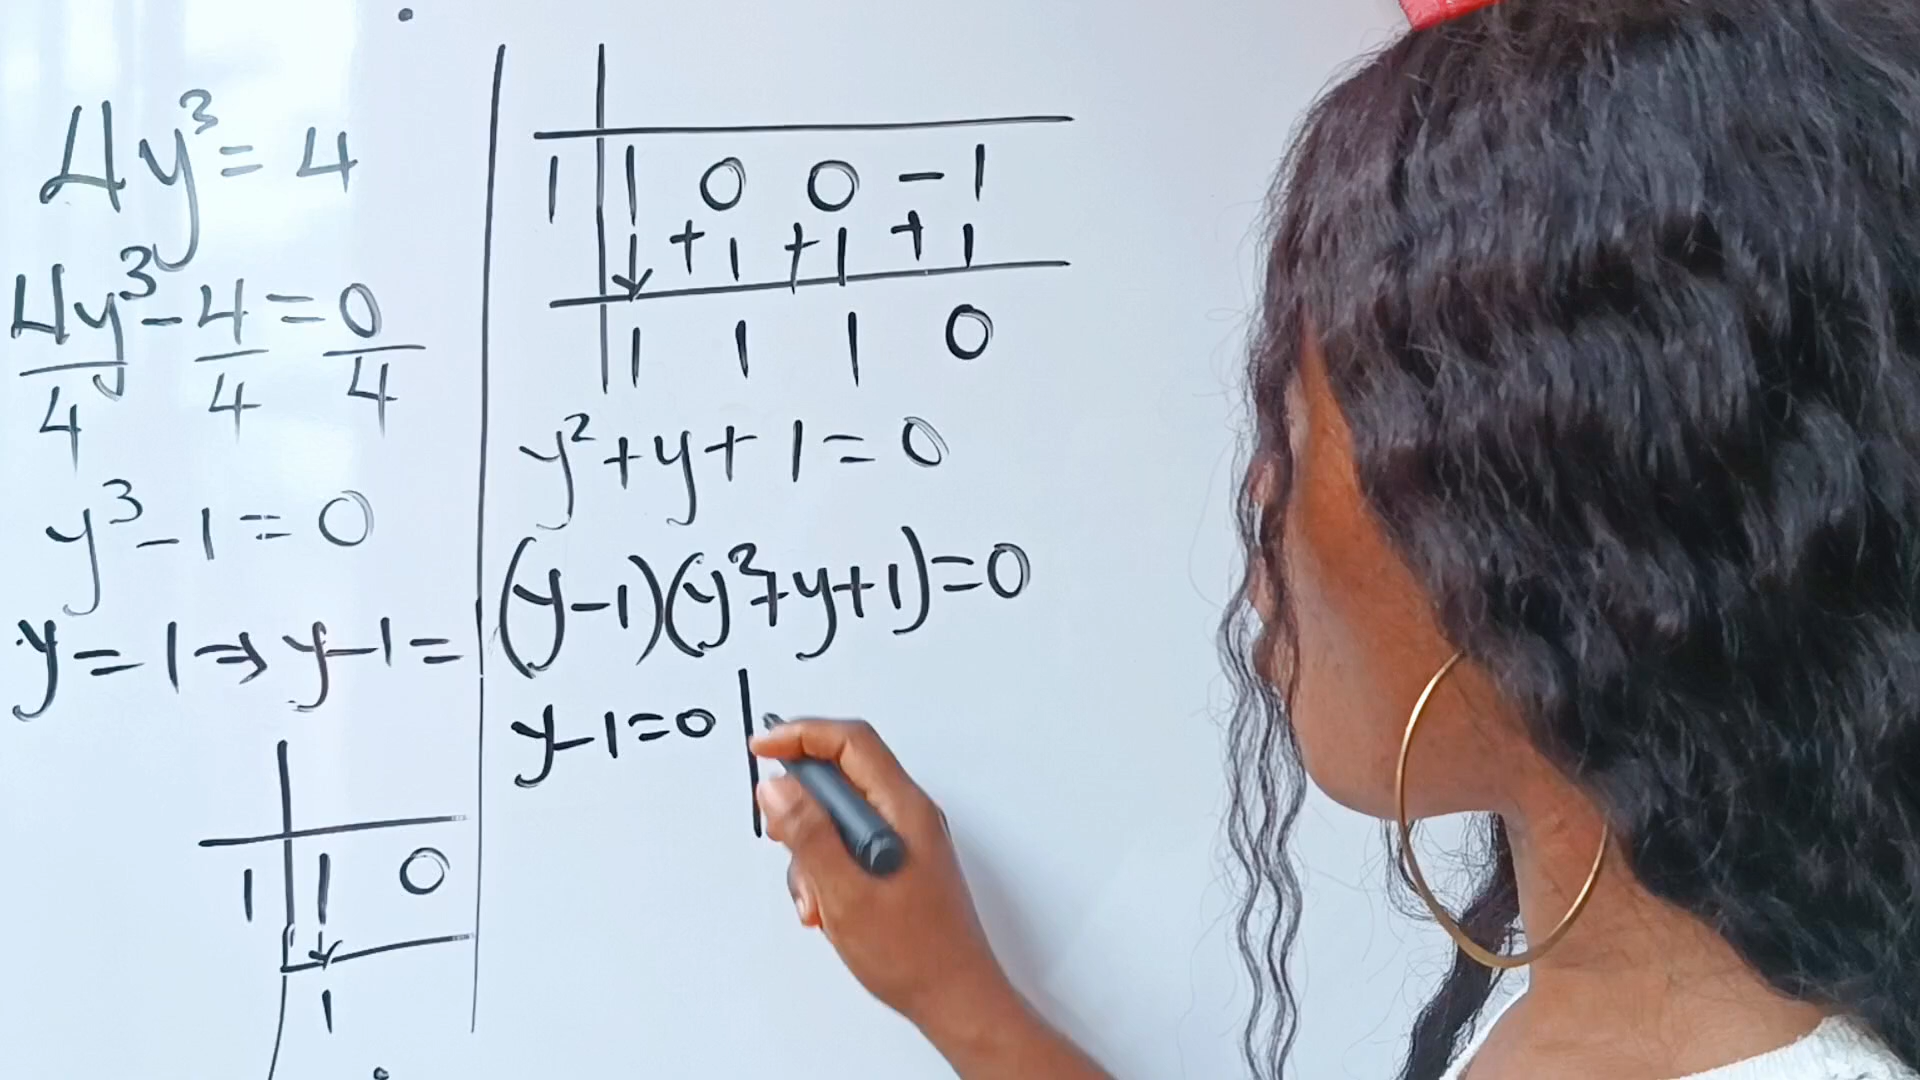 4y³ = 4
4y³/4 - 4/4 = 0/4
y³ - 1 = 0
y = 1 ⇒ y - 1 =
1 | 1 0
1
1 | 1 0 0 -1
+1 +1 +1
1 1 1 0
y² + y + 1 = 0
(y - 1)(y² + y + 1) = 0
y - 1 = 0 |